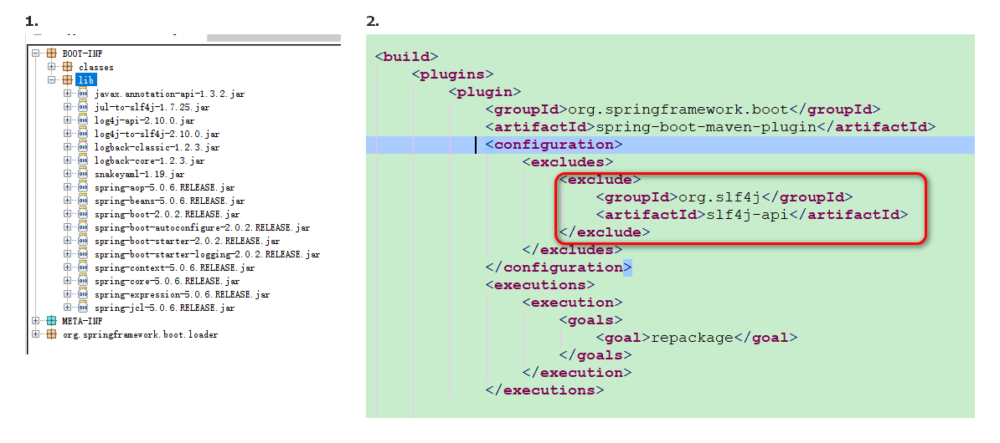 1.
BOOT-INF
classes
lib
javax.annotation-api-1.3.2.jar
jul-to-slf4j-1.7.25.jar
log4j-api-2.10.0.jar
log4j-to-slf4j-2.10.0.jar
logback-classic-1.2.3.jar
logback-core-1.2.3.jar
snakeyaml-1.19.jar
spring-aop-5.0.6.RELEASE.jar
spring-beans-5.0.6.RELEASE.jar
spring-boot-2.0.2.RELEASE.jar
spring-boot-autoconfigure-2.0.2.RELEASE.jar
spring-boot-starter-2.0.2.RELEASE.jar
spring-boot-starter-logging-2.0.2.RELEASE.jar
spring-context-5.0.6.RELEASE.jar
spring-core-5.0.6.RELEASE.jar
spring-expression-5.0.6.RELEASE.jar
spring-jcl-5.0.6.RELEASE.jar
META-INF
org.springframework.boot.loader
2.
<build>
<plugins>
<plugin>
<groupId>org.springframework.boot</groupId>
<artifactId>spring-boot-maven-plugin</artifactId>
<configuration>
<excludes>
<exclude>
<groupId>org.slf4j</groupId>
<artifactId>slf4j-api</artifactId>
</exclude>
</excludes>
</configuration>
<executions>
<execution>
<goals>
<goal>repackage</goal>
</goals>
</execution>
</executions>